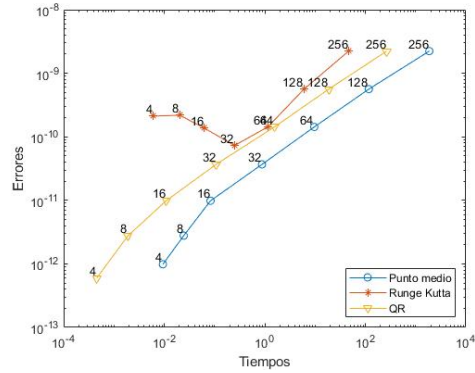 10^-8
256 256 256
10^-9
128 128 128
4 8
16 64 64 64
10^-10
32
32 32
Errores
16 16
10^-11
8 8
10^-12
4 4
Punto medio
Runge Kutta
QR
10^-13
10^-4 10^-2 10^0 10^2 10^4
Tiempos